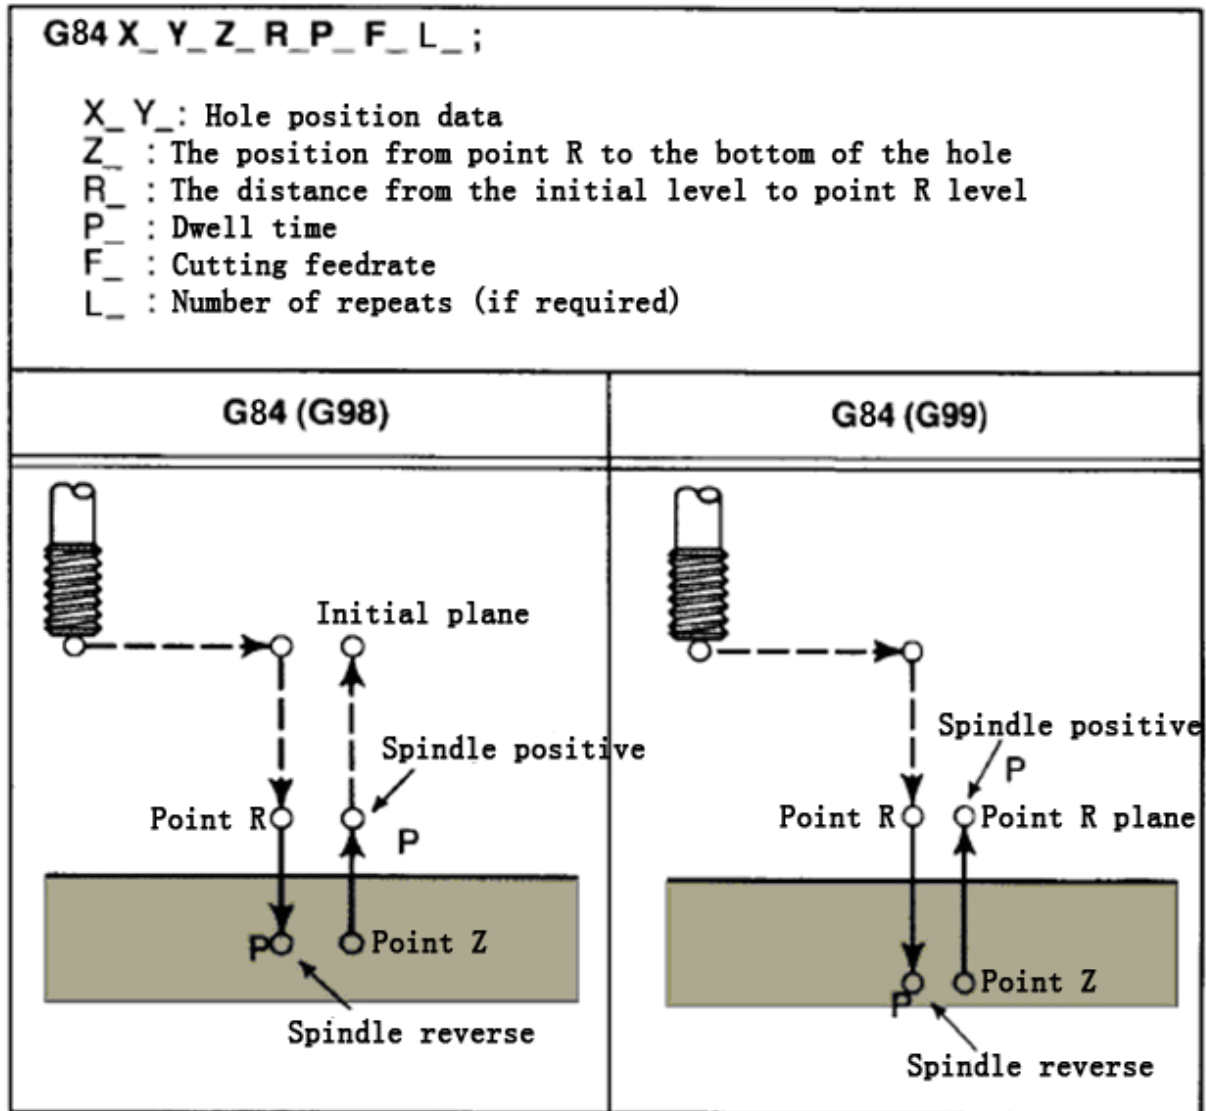 G84 X_ Y_ Z_ R_ P_ F_ L_ ;
X_ Y_ : Hole position data
Z_ : The position from point R to the bottom of the hole
R_ : The distance from the initial level to point R level
P_ : Dwell time
F_ : Cutting feedrate
L_ : Number of repeats (if required)
G84 (G98)
G84 (G99)
Initial plane
Spindle positive
Point R
P
P
Point Z
Spindle reverse
Spindle positive
P
Point R
Point R plane
Point Z
P
Spindle reverse